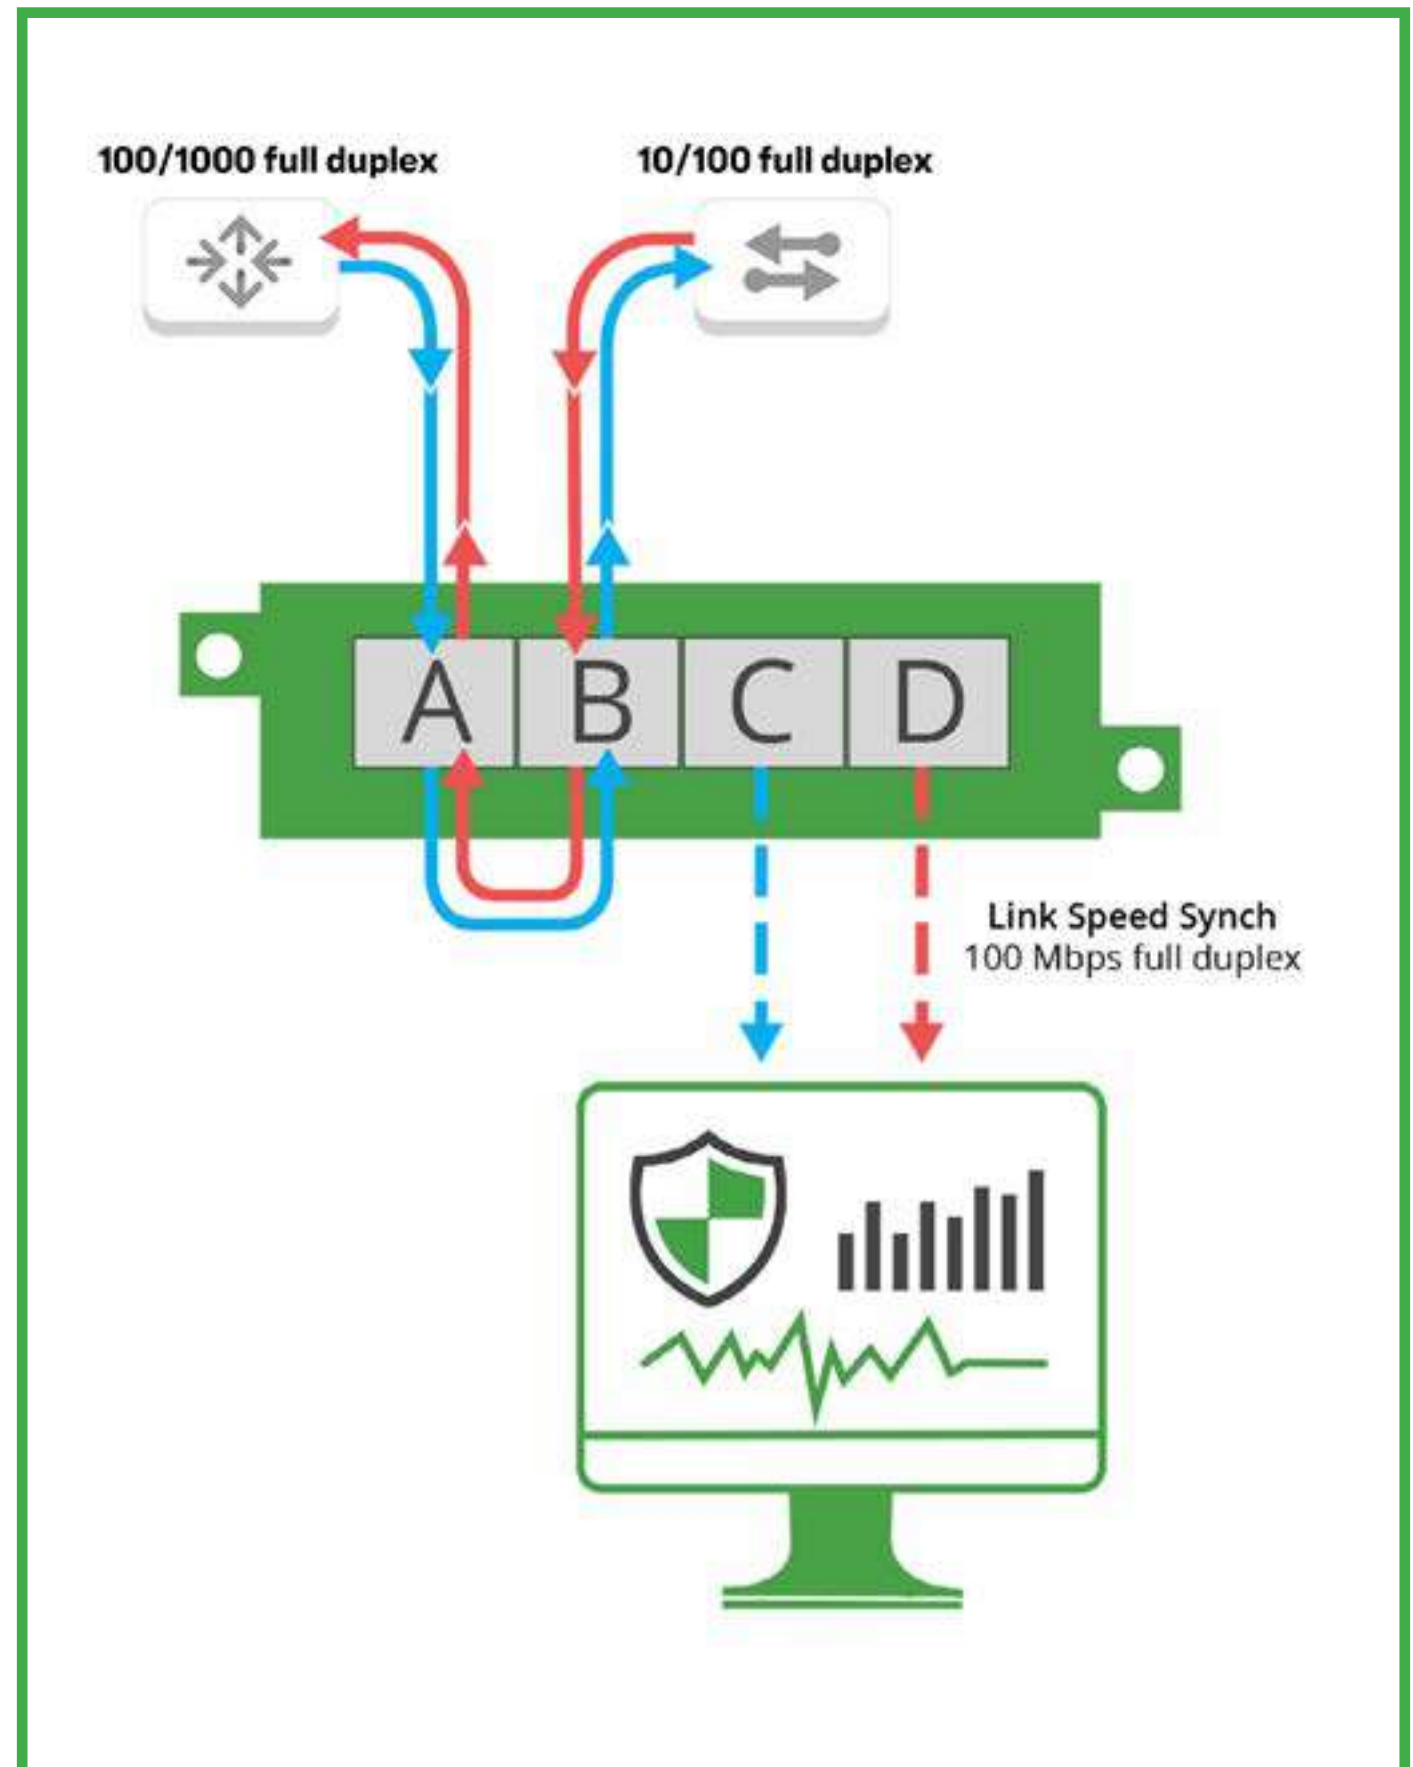 100/1000 full duplex
10/100 full duplex
A
B
C
D
Link Speed Synch
100 Mbps full duplex